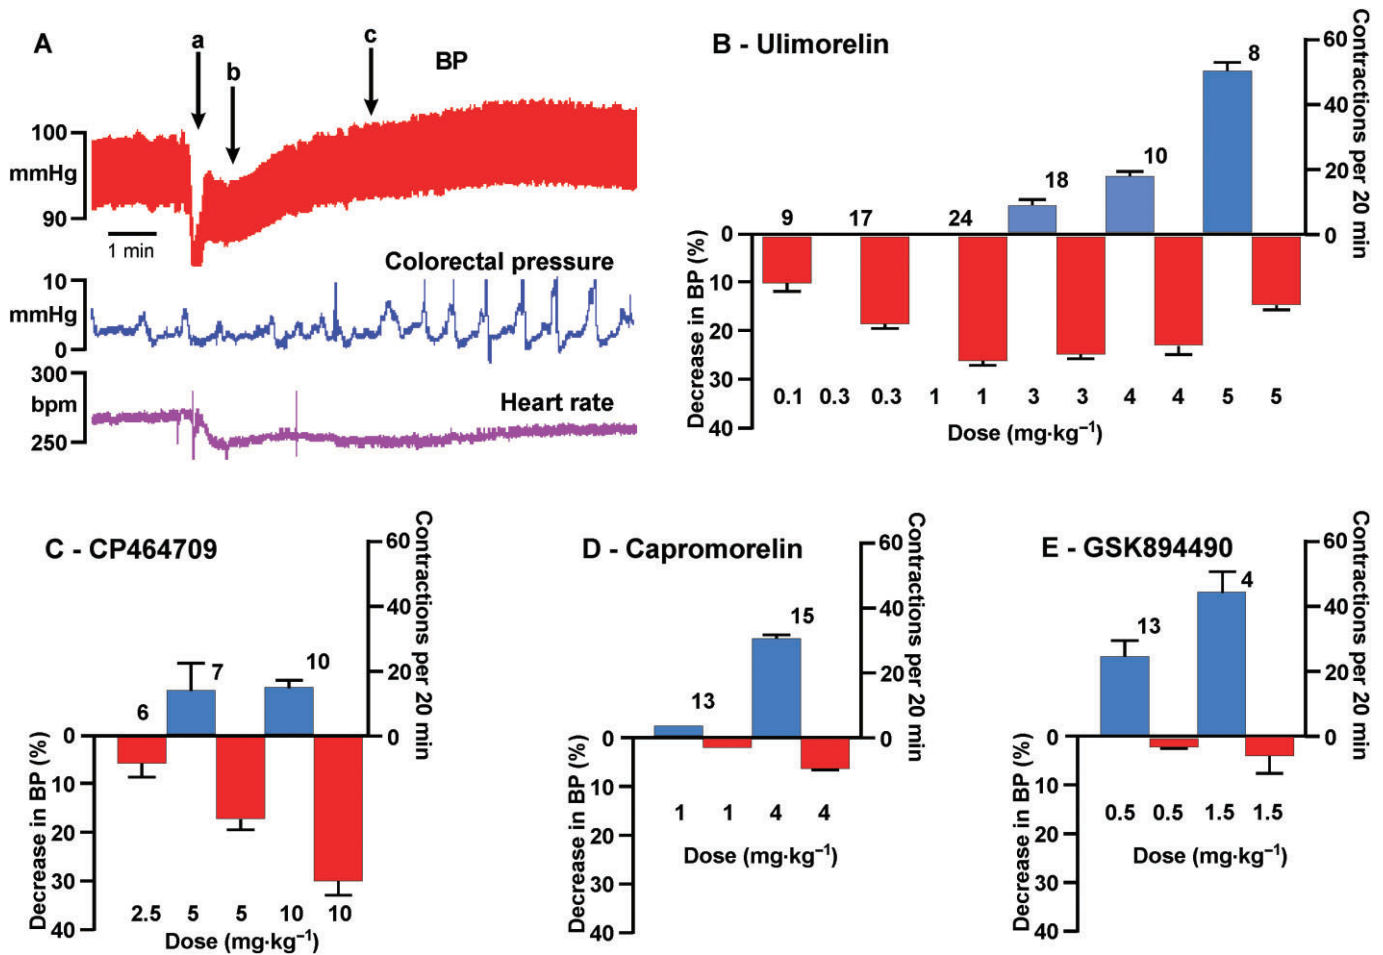 A
a
b
c
BP
100
mmHg
90
1 min
Colorectal pressure
10
mmHg
0
300
bpm
250
Heart rate
B - Ulimorelin
Contractions per 20 min
60
40
20
0
8
10
18
24
17
9
Decrease in BP (%)
0
10
20
30
40
0.1 0.3 0.3 1 1 3 3 4 4 5 5
Dose (mg·kg⁻¹)
C - CP464709
Contractions per 20 min
60
40
20
0
6
7
10
Decrease in BP (%)
0
10
20
30
40
2.5 5 5 10 10
Dose (mg·kg⁻¹)
D - Capromorelin
Contractions per 20 min
60
40
20
0
13
15
Decrease in BP (%)
0
10
20
30
40
1 1 4 4
Dose (mg·kg⁻¹)
E - GSK894490
Contractions per 20 min
60
40
20
0
13
4
Decrease in BP (%)
0
10
20
30
40
0.5 0.5 1.5 1.5
Dose (mg·kg⁻¹)